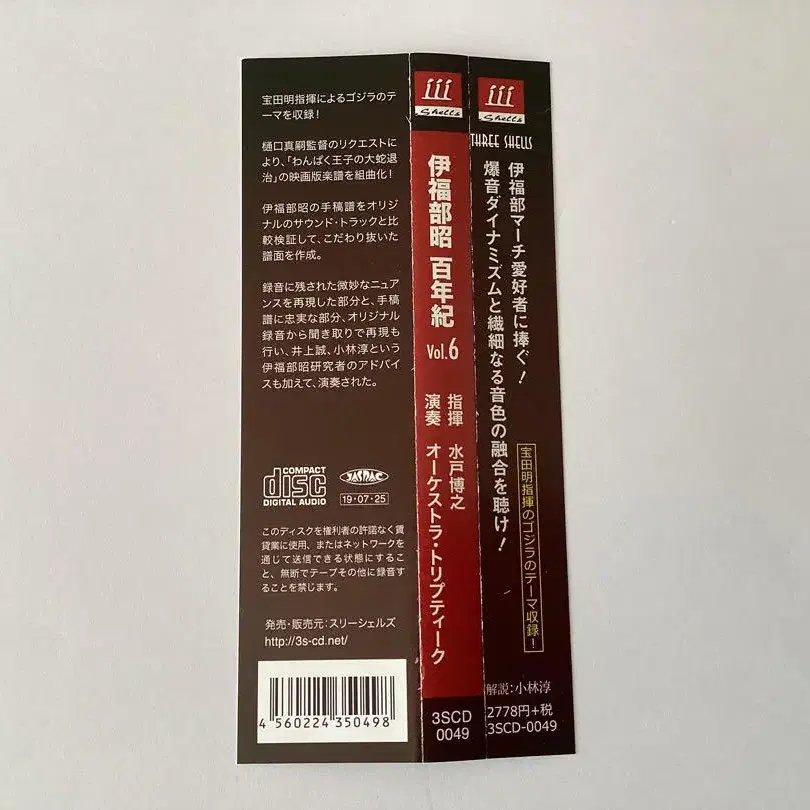 宝田明指揮によるゴジラのテ
ーマを収録！
樋口真嗣監督のリクエストに
より、「わんぱく王子の大蛇退
治」の映画版楽譜を組曲化！
伊福部昭の手稿譜をオリジ
ナルのサウンド・トラックと比
較検証して、こだわり抜いた
譜面を作成。
録音に残された微妙なニュア
ンスを再現した部分と、手稿
譜に忠実な部分、オリジナル
録音から聞き取りで再現も
行い、井上誠、小林淳という
伊福部昭研究者のアドバイ
スも加えて、演奏された。
COMPACT
disc
DIGITAL AUDIO
JASRAC
19・07・25
このディスクを権利者の許諾なく賃
貸業に使用、またはネットワークを
通じて送信できる状態にするこ
と、無断でテープその他に録音す
ることを禁じます。
発売・販売元：スリーシェルズ
http://3s-cd.net/
4 560224 350498
iii
Shells
伊福部昭 百年紀 Vol.6
指揮 水戸博之
演奏 オーケストラ・トリプティーク
3SCD
0049
iii
Shells
THREE SHELLS
伊福部マーチ愛好者に捧ぐ！
爆音ダイナミズムと繊細なる音色の融合を聴け！
宝田明指揮のゴジラのテーマ収録！
解説：小林淳
2778円+税
3SCD-0049